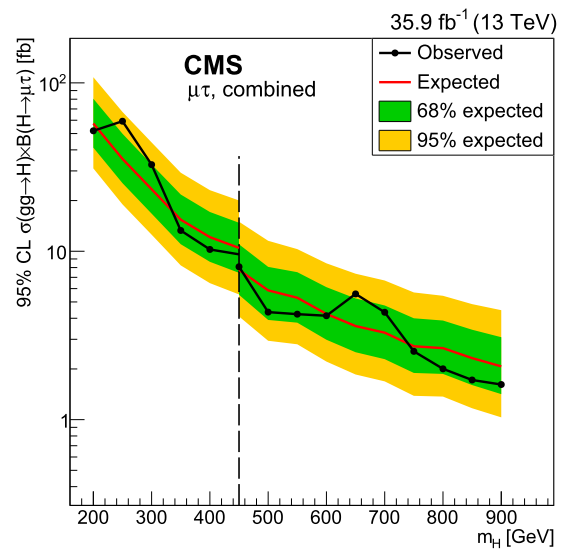 35.9 fb⁻¹ (13 TeV)
95% CL σ(gg→H)×B(H→μτ) [fb]
CMS
μτ, combined
Observed
Expected
68% expected
95% expected
10²
10
1
200 300 400 500 600 700 800 900
m_H [GeV]